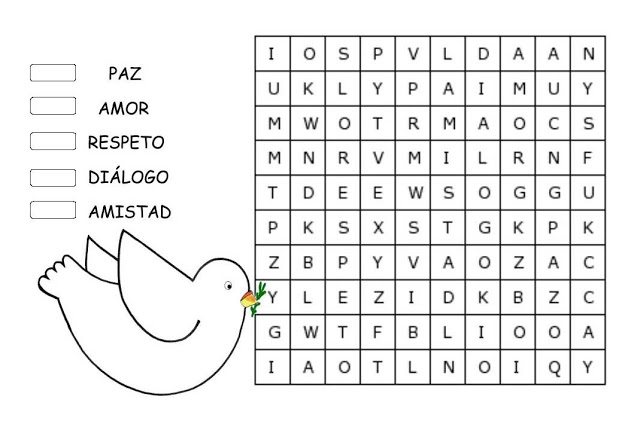 PAZ
AMOR
RESPETO
DIÁLOGO
AMISTAD
I O S P V L D A A N
U K L Y P A I M U Y
M W O T R M A O C S
M N R V M I L R N F
T D E E W S O G G U
P K S X S T G K P K
Z B P Y V A O Z A C
Y L E Z I D K B Z C
G W T F B L I O O A
I A O T L N O I Q Y